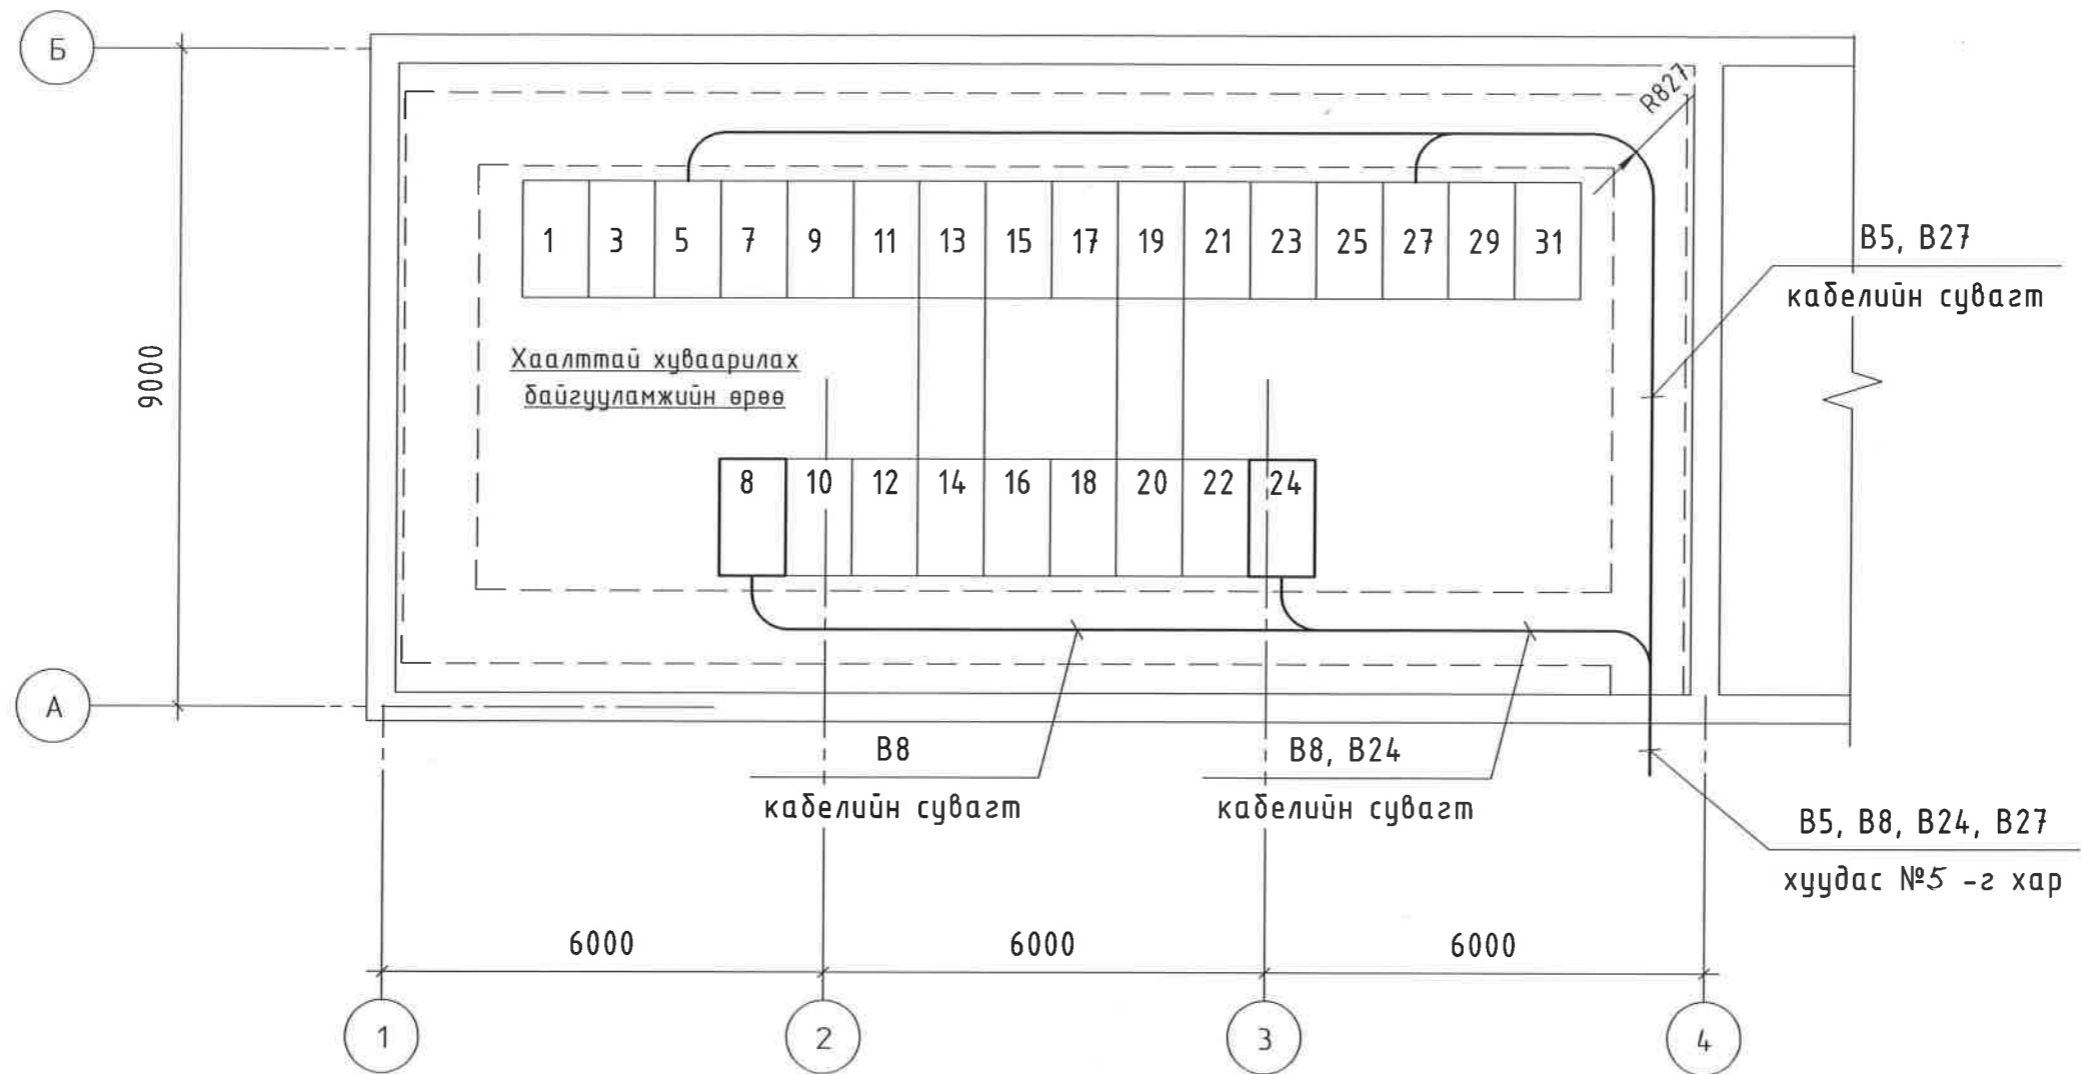 Б
R827
1 3 5 7 9 11 13 15 17 19 21 23 25 27 29 31
В5, В27
кабелийн сувагт
9000
Хаалттай хуваарилах
байгууламжийн өрөө
8 10 12 14 16 18 20 22 24
А
В8
кабелийн сувагт
В8, В24
кабелийн сувагт
В5, В8, В24, В27
хуудас №5 -г хар
6000 6000 6000
1 2 3 4